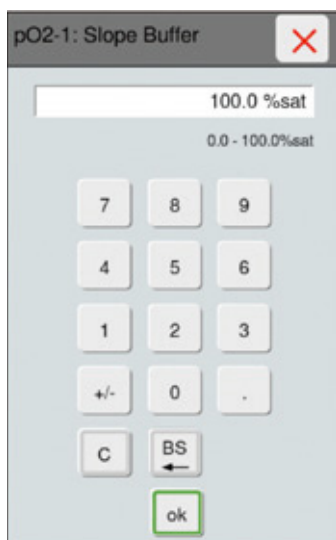 pO2-1: Slope Buffer
100.0 %sat
0.0 - 100.0%sat
7 8 9
4 5 6
1 2 3
+/- 0 .
C BS
ok